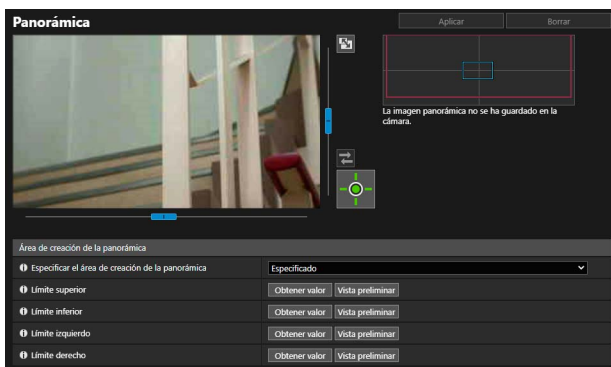 Panorámica
Aplicar
Borrar
La imagen panorámica no se ha guardado en la
cámara.
Área de creación de la panorámica
Especificar el área de creación de la panorámica
Especificado
Límite superior
Obtener valor
Vista preliminar
Límite inferior
Obtener valor
Vista preliminar
Límite izquierdo
Obtener valor
Vista preliminar
Límite derecho
Obtener valor
Vista preliminar